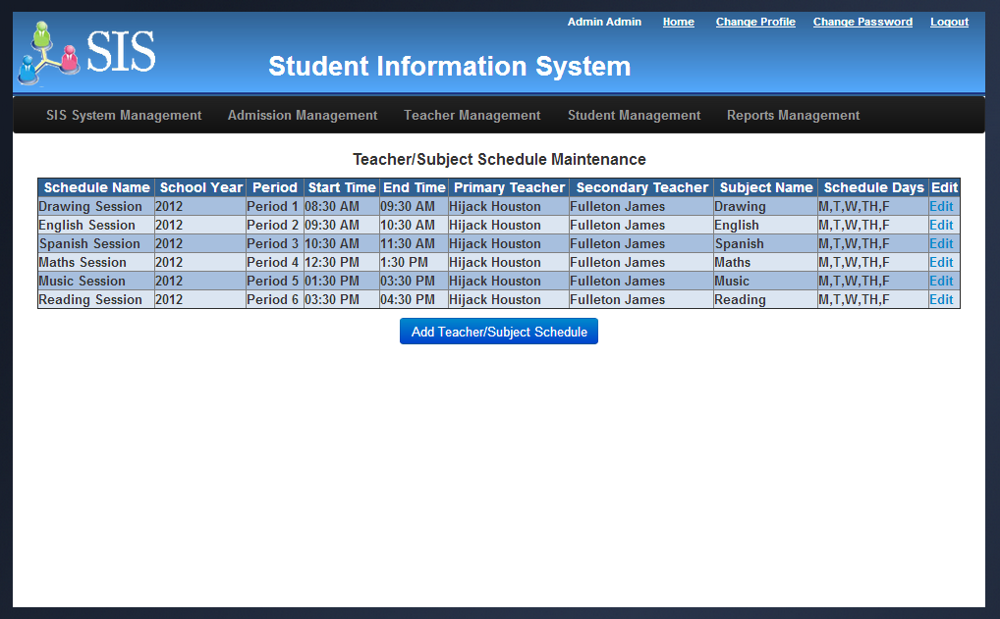 Admin Admin Home Change Profile Change Password Logout
SIS
Student Information System
SIS System Management Admission Management Teacher Management Student Management Reports Management
Teacher/Subject Schedule Maintenance
Schedule Name School Year Period Start Time End Time Primary Teacher Secondary Teacher Subject Name Schedule Days Edit
Drawing Session 2012 Period 1 08:30 AM 09:30 AM Hijack Houston Fulleton James Drawing M,T,W,TH,F Edit
English Session 2012 Period 2 09:30 AM 10:30 AM Hijack Houston Fulleton James English M,T,W,TH,F Edit
Spanish Session 2012 Period 3 10:30 AM 11:30 AM Hijack Houston Fulleton James Spanish M,T,W,TH,F Edit
Maths Session 2012 Period 4 12:30 PM 1:30 PM Hijack Houston Fulleton James Maths M,T,W,TH,F Edit
Music Session 2012 Period 5 01:30 PM 03:30 PM Hijack Houston Fulleton James Music M,T,W,TH,F Edit
Reading Session 2012 Period 6 03:30 PM 04:30 PM Hijack Houston Fulleton James Reading M,T,W,TH,F Edit
Add Teacher/Subject Schedule